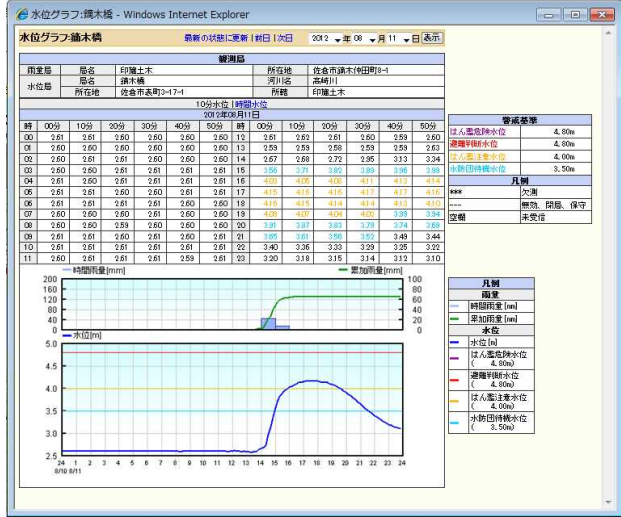 水位グラフ:鏑木橋 - Windows Internet Explorer
水位グラフ:鏑木橋 最新の状態に更新 | 前日 | 次日 2012 年 08 月 11 日 表示
観測局
雨量局 局名 印旛土木 所在地 佐倉市鏑木仲田町8-1
水位局 局名 鏑木橋 河川名 高崎川
所在地 佐倉市表町3-17-1 所轄 印旛土木
10分水位 | 時間水位
2012年08月11日
時 00分 10分 20分 30分 40分 50分 時 00分 10分 20分 30分 40分 50分
00 2.61 2.61 2.60 2.60 2.60 2.60 12 2.61 2.62 2.61 2.60 2.59 2.60
01 2.60 2.60 2.60 2.60 2.60 2.60 13 2.59 2.59 2.58 2.59 2.59 2.63
02 2.60 2.61 2.61 2.60 2.60 2.61 14 2.67 2.68 2.72 2.95 3.13 3.34
03 2.60 2.61 2.61 2.61 2.61 2.61 15 3.56 3.71 3.82 3.89 3.96 3.99
04 2.60 2.61 2.61 2.60 2.60 2.61 16 4.03 4.05 4.08 4.11 4.13 4.14
05 2.61 2.61 2.61 2.60 2.61 2.61 17 4.15 4.16 4.16 4.17 4.17 4.16
06 2.60 2.61 2.61 2.60 2.60 2.60 18 4.15 4.15 4.14 4.14 4.13 4.10
07 2.60 2.60 2.60 2.60 2.61 2.60 19 4.09 4.07 4.04 4.02 3.99 3.94
08 2.60 2.60 2.59 2.60 2.60 2.60 20 3.91 3.87 3.83 3.79 3.74 3.69
09 2.60 2.60 2.61 2.60 2.60 2.61 21 3.65 3.61 3.56 3.52 3.49 3.44
10 2.61 2.61 2.61 2.61 2.61 2.61 22 3.40 3.36 3.33 3.29 3.25 3.22
11 2.60 2.61 2.61 2.61 2.59 2.61 23 3.20 3.18 3.15 3.14 3.12 3.10
警戒基準
はん濫危険水位 4.80m
避難判断水位 4.80m
はん濫注意水位 4.00m
水防団待機水位 3.50m
凡例
*** 欠測
--- 無効、閉局、保守
空欄 未受信
時間雨量[mm] 累加雨量[mm]
200 100
160 80
120 60
80 40
40 20
0 0
水位[m]
5.0
4.5
4.0
3.5
3.0
2.5
24 1 2 3 4 5 6 7 8 9 10 11 12 13 14 15 16 17 18 19 20 21 22 23 24
8/10 8/11
凡例
雨量
時間雨量[mm]
累加雨量[mm]
水位
水位[m]
はん濫危険水位
( 4.80m)
避難判断水位
( 4.80m)
はん濫注意水位
( 4.00m)
水防団待機水位
( 3.50m)